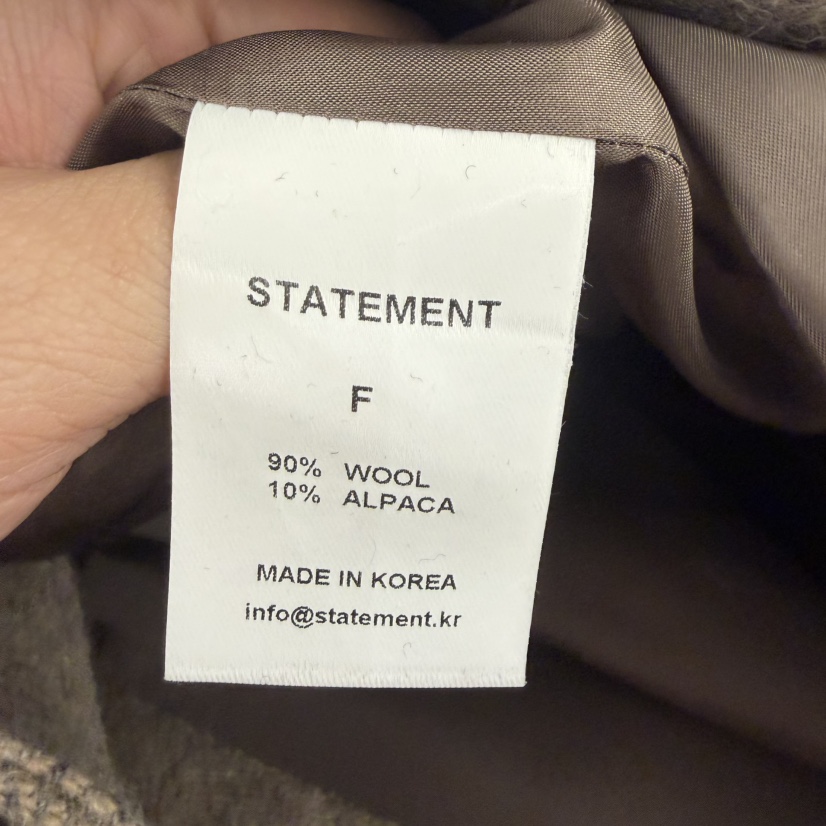 STATEMENT
F
90% WOOL
10% ALPACA
MADE IN KOREA
info@statement.kr